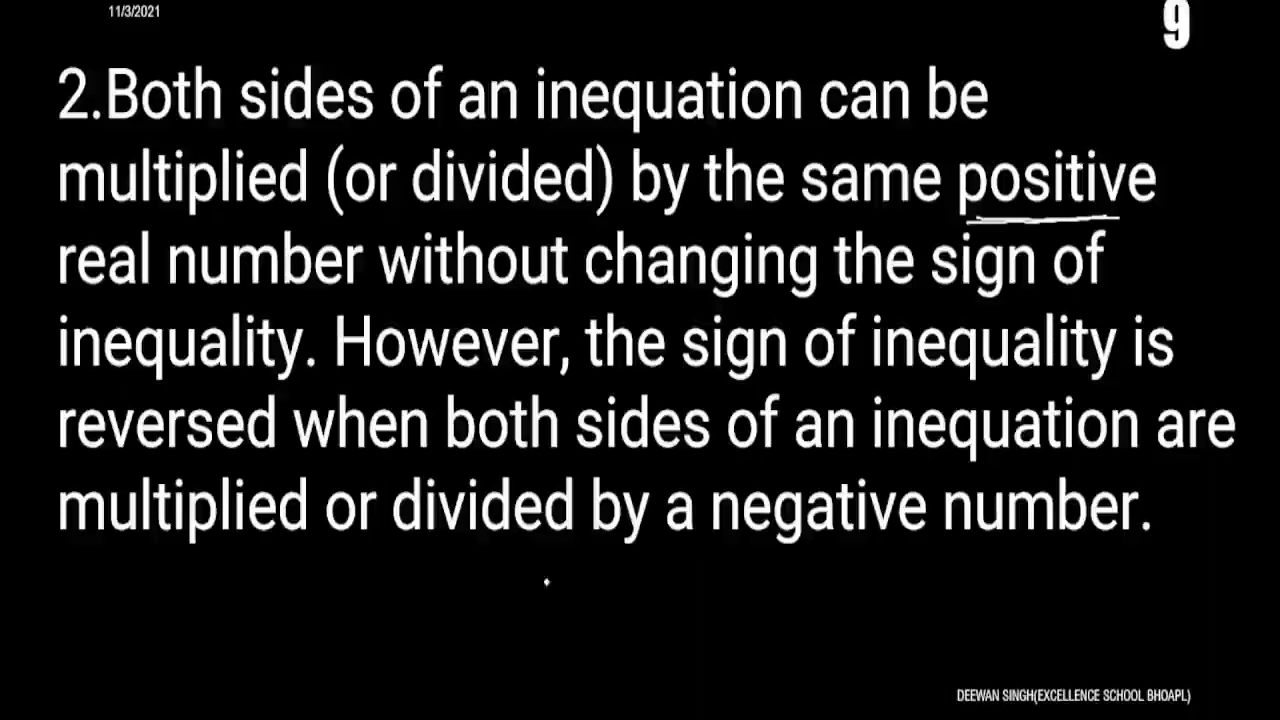 11/3/2021
9
2.Both sides of an inequation can be
multiplied (or divided) by the same positive
real number without changing the sign of
inequality. However, the sign of inequality is
reversed when both sides of an inequation are
multiplied or divided by a negative number.
DEEWAN SINGH(EXCELLENCE SCHOOL BHOAPL)